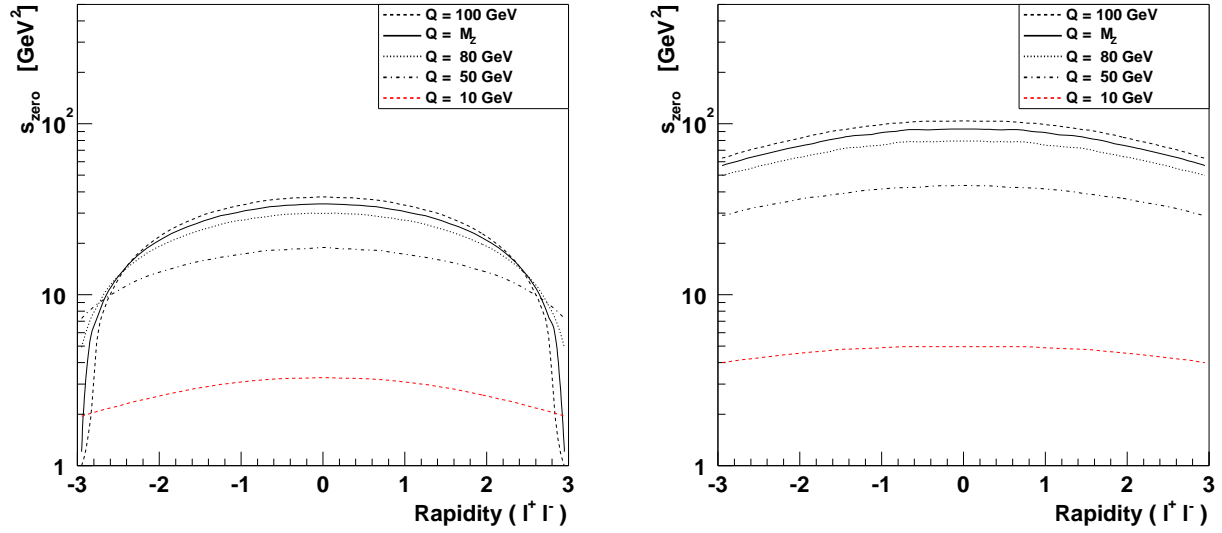 s_zero [GeV^2]
Q = 100 GeV
Q = M_Z
Q = 80 GeV
Q = 50 GeV
Q = 10 GeV
10^2
10
1
-3 -2 -1 0 1 2 3
Rapidity ( l^+ l^- )
s_zero [GeV^2]
Q = 100 GeV
Q = M_Z
Q = 80 GeV
Q = 50 GeV
Q = 10 GeV
10^2
10
1
-3 -2 -1 0 1 2 3
Rapidity ( l^+ l^- )